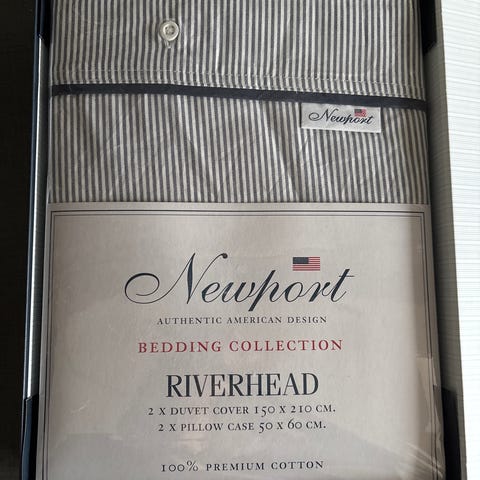 Newport
Newport
AUTHENTIC AMERICAN DESIGN
BEDDING COLLECTION
RIVERHEAD
2 X DUVET COVER 150 X 210 CM.
2 X PILLOW CASE 50 X 60 CM.
100% PREMIUM COTTON